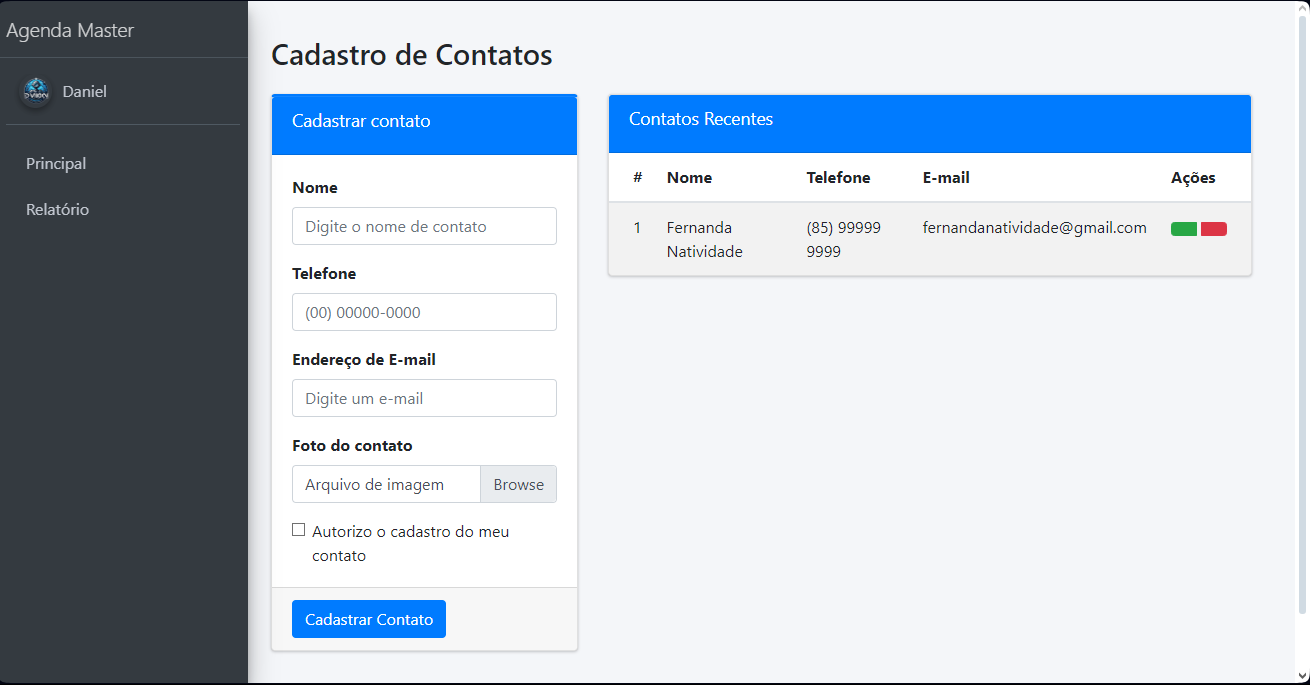 Agenda Master
Daniel
Principal
Relatório
Cadastro de Contatos
Cadastrar contato
Nome
Digite o nome de contato
Telefone
(00) 00000-0000
Endereço de E-mail
Digite um e-mail
Foto do contato
Arquivo de imagem Browse
Autorizo o cadastro do meu
contato
Cadastrar Contato
Contatos Recentes
# Nome Telefone E-mail Ações
1 Fernanda (85) 99999 fernandanatividade@gmail.com
Natividade 9999